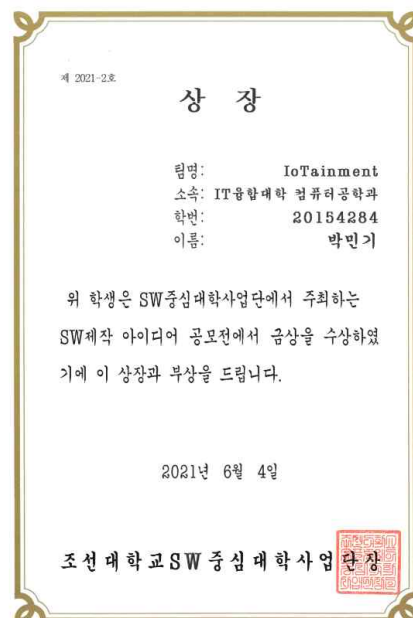 제 2021-2호
상 장
팀명: IoTainment
소속: IT융합대학 컴퓨터공학과
학번: 20154284
이름: 박민기
위 학생은 SW중심대학사업단에서 주최하는
SW제작 아이디어 공모전에서 금상을 수상하였
기에 이 상장과 부상을 드립니다.
2021년 6월 4일
조선대학교SW중심대학사업단장